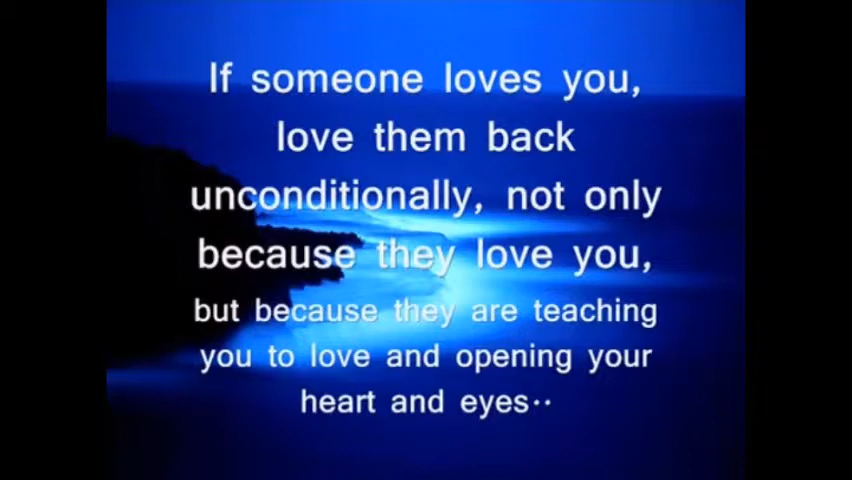 If someone loves you,
love them back
unconditionally, not only
because they love you,
but because they are teaching
you to love and opening your
heart and eyes··